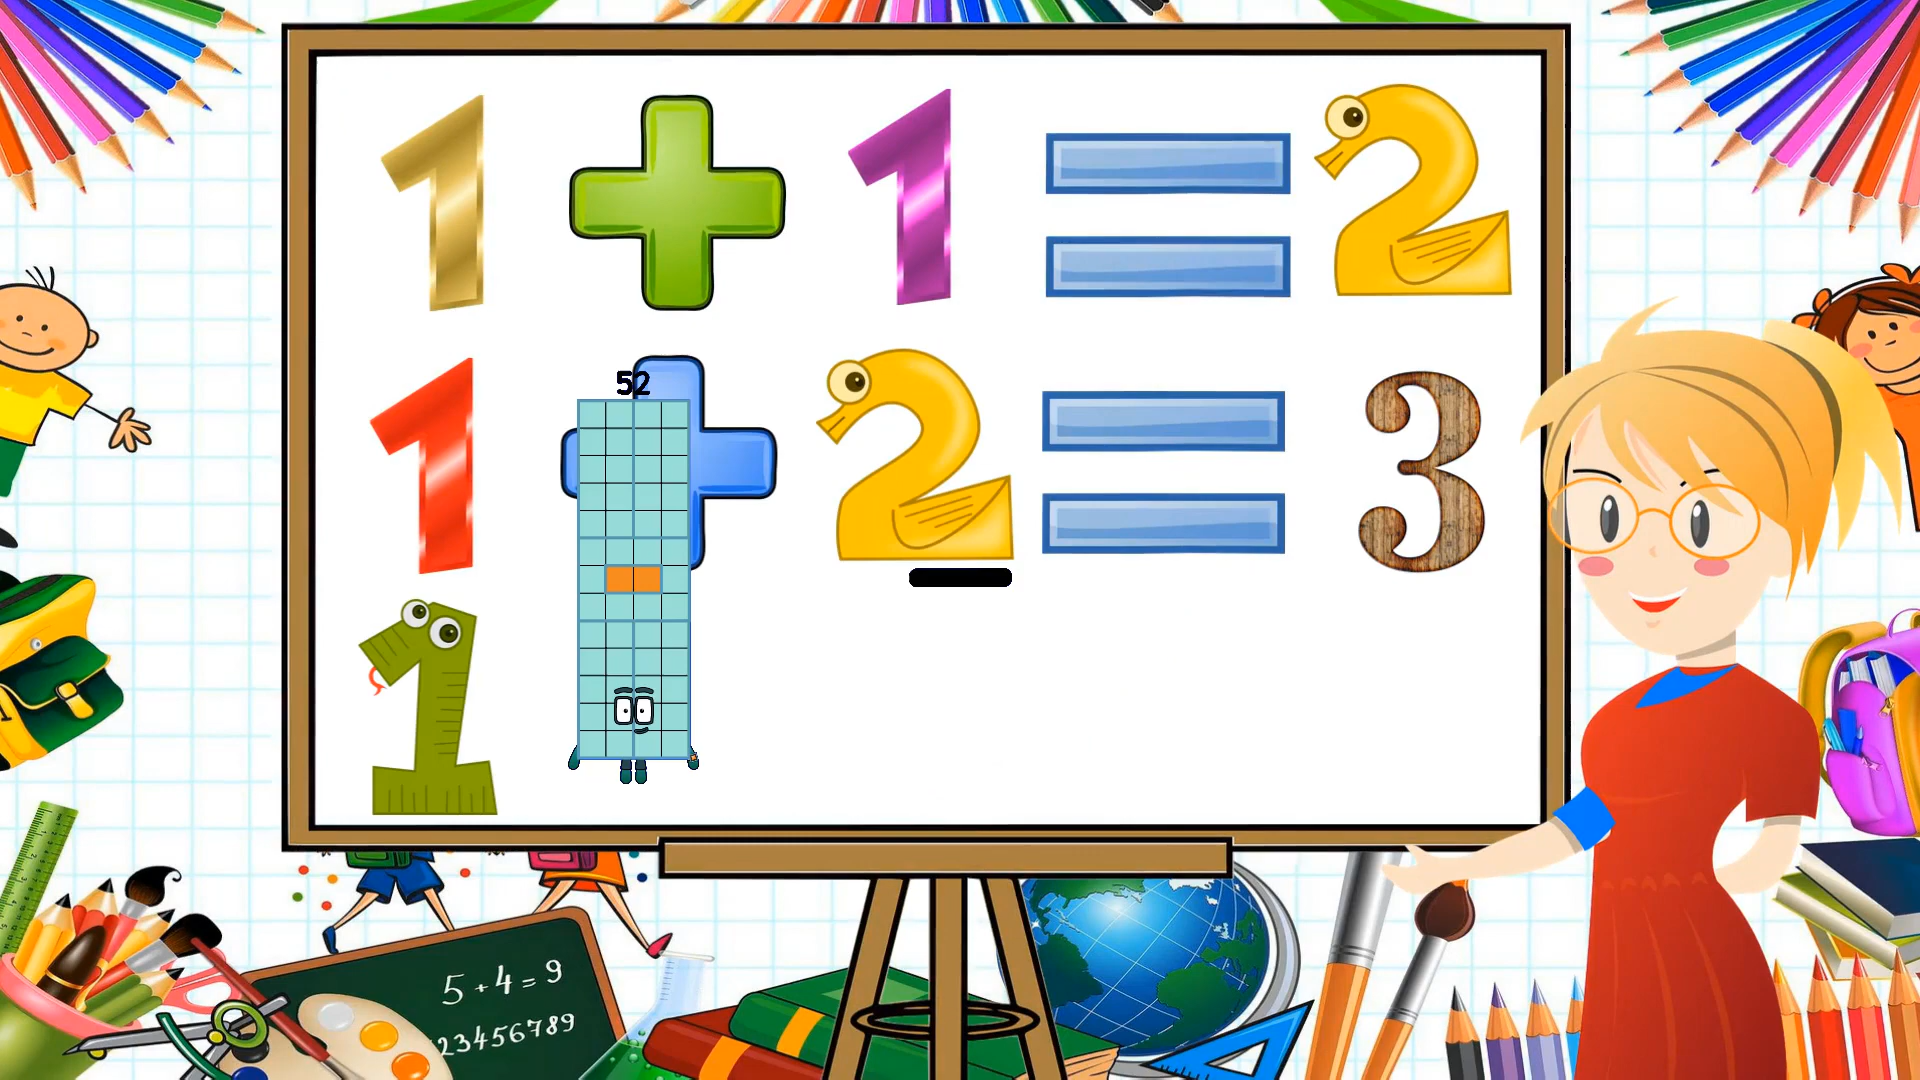 1 + 1 = 2
52
1 + 2 = 3
1
5 + 4 = 9
23456789